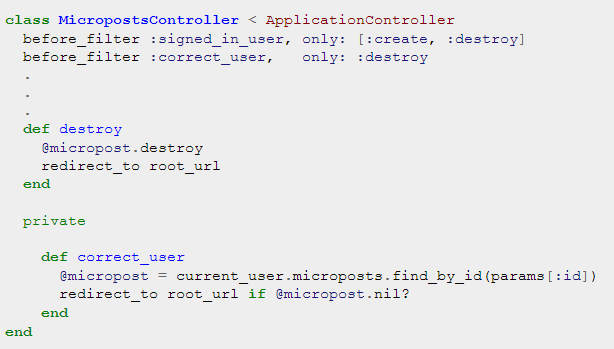 class MicropostsController < ApplicationController
  before_filter :signed_in_user, only: [:create, :destroy]
  before_filter :correct_user,   only: :destroy
  .
  .
  .
  def destroy
    @micropost.destroy
    redirect_to root_url
  end

  private

    def correct_user
      @micropost = current_user.microposts.find_by_id(params[:id])
      redirect_to root_url if @micropost.nil?
    end
end